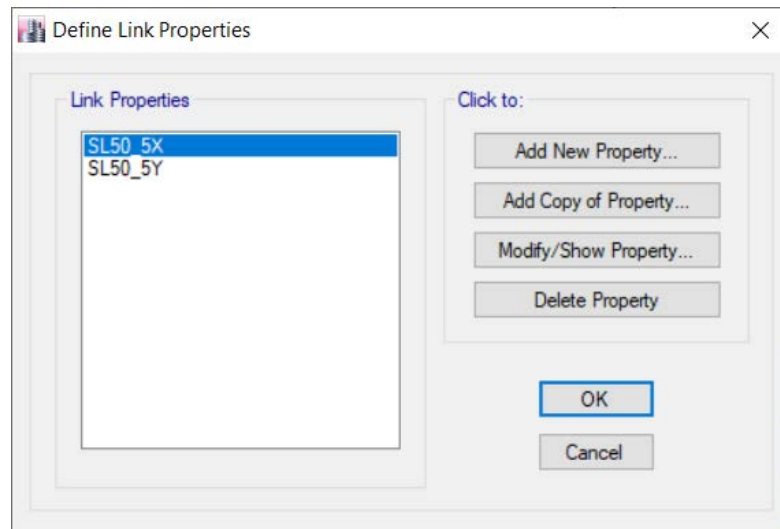 Define Link Properties
Link Properties
SL50_5X
SL50_5Y
Click to:
Add New Property...
Add Copy of Property...
Modify/Show Property...
Delete Property
OK
Cancel